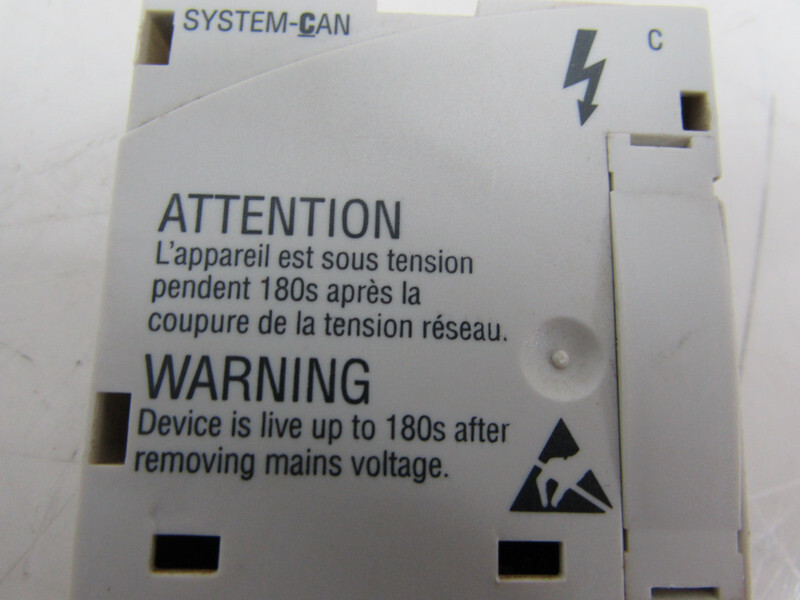 SYSTEM-CAN
C
ATTENTION
L'appareil est sous tension
pendent 180s après la
coupure de la tension réseau.
WARNING
Device is live up to 180s after
removing mains voltage.